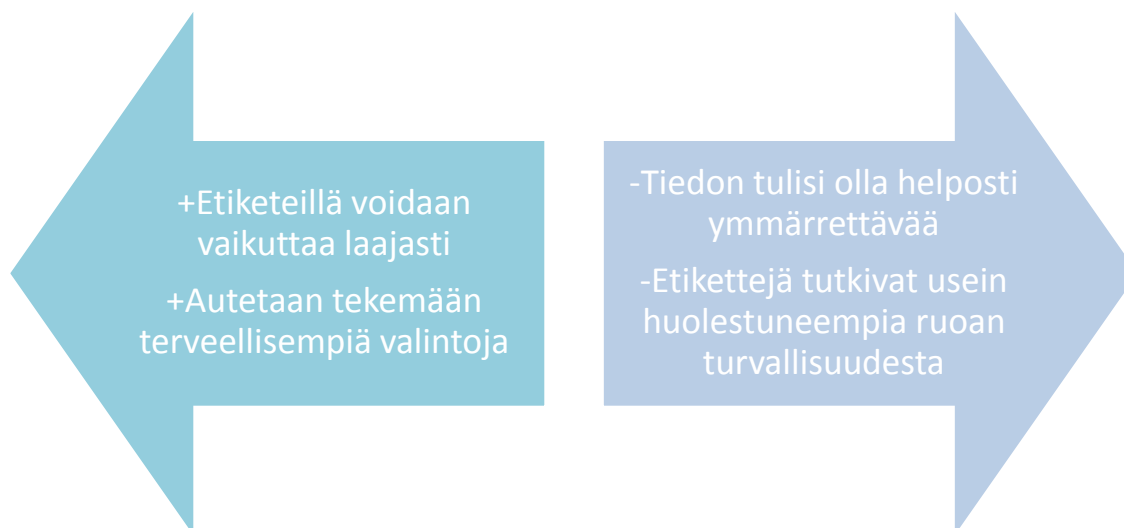 +Etiketeillä voidaan
vaikuttaa laajasti
+Autetaan tekemään
terveellisempiä valintoja
-Tiedon tulisi olla helposti
ymmärrettävää
-Etikettejä tutkivat usein
huolestuneempia ruoan
turvallisuudesta